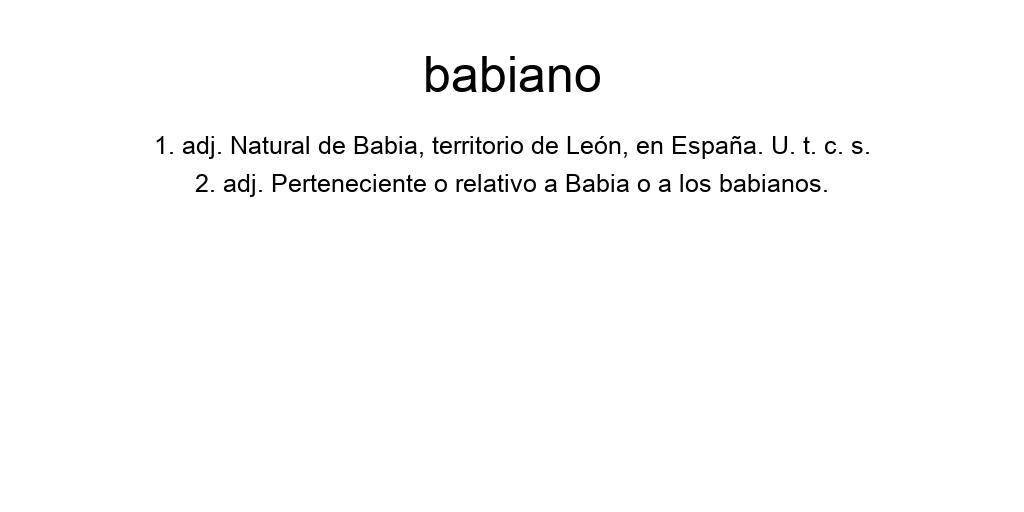 babiano
1. adj. Natural de Babia, territorio de León, en España. U. t. c. s.
2. adj. Perteneciente o relativo a Babia o a los babianos.